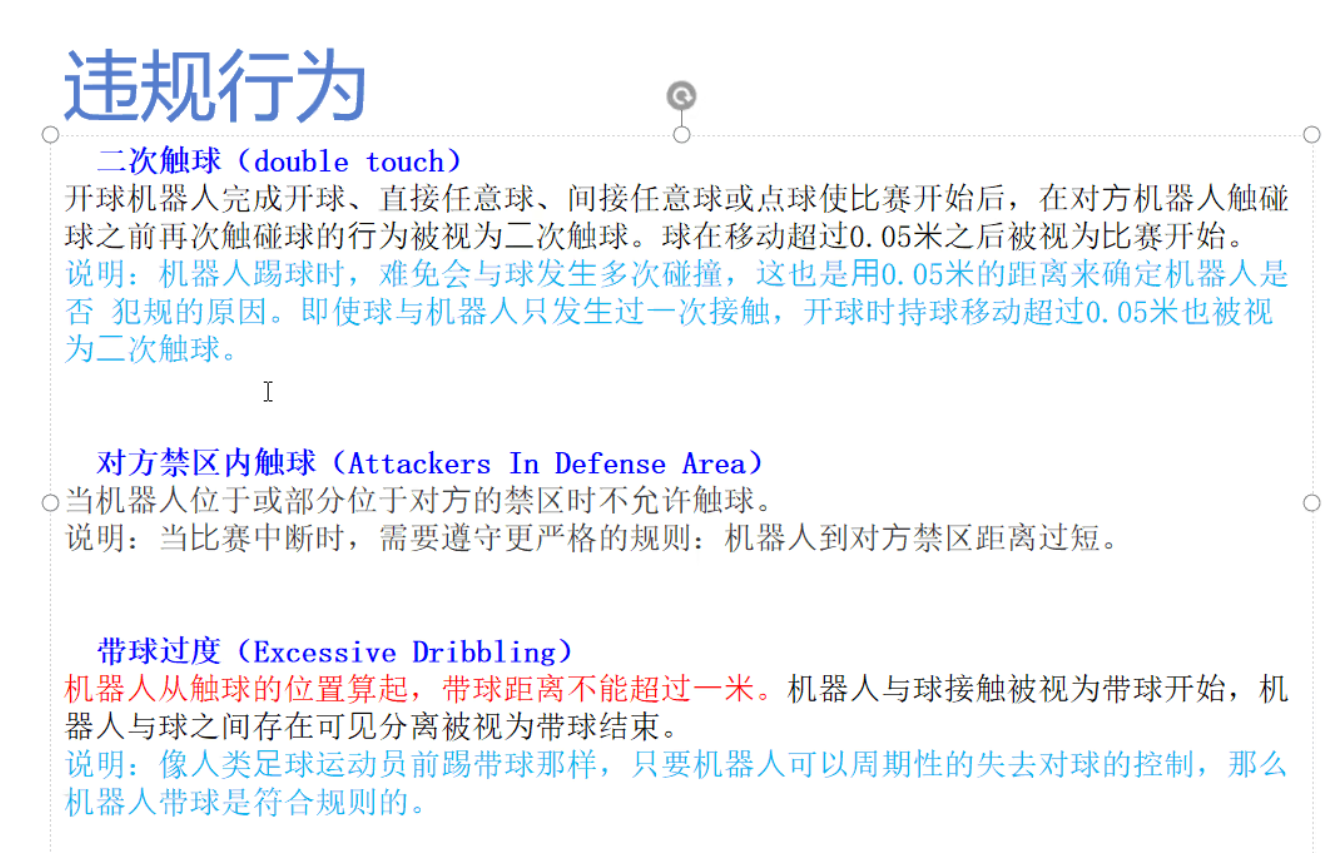 违规行为
二次触球（double touch）
开球机器人完成开球、直接任意球、间接任意球或点球使比赛开始后，在对方机器人触碰
球之前再次触碰球的行为被视为二次触球。球在移动超过0.05米之后被视为比赛开始。
说明：机器人踢球时，难免会与球发生多次碰撞，这也是用0.05米的距离来确定机器人是
否 犯规的原因。即使球与机器人只发生过一次接触，开球时持球移动超过0.05米也被视
为二次触球。
对方禁区内触球（Attackers In Defense Area）
当机器人位于或部分位于对方的禁区时不允许触球。
说明：当比赛中断时，需要遵守更严格的规则：机器人到对方禁区距离过短。
带球过度（Excessive Dribbling）
机器人从触球的位置算起，带球距离不能超过一米。机器人与球接触被视为带球开始，机
器人与球之间存在可见分离被视为带球结束。
说明：像人类足球运动员前踢带球那样，只要机器人可以周期性的失去对球的控制，那么
机器人带球是符合规则的。